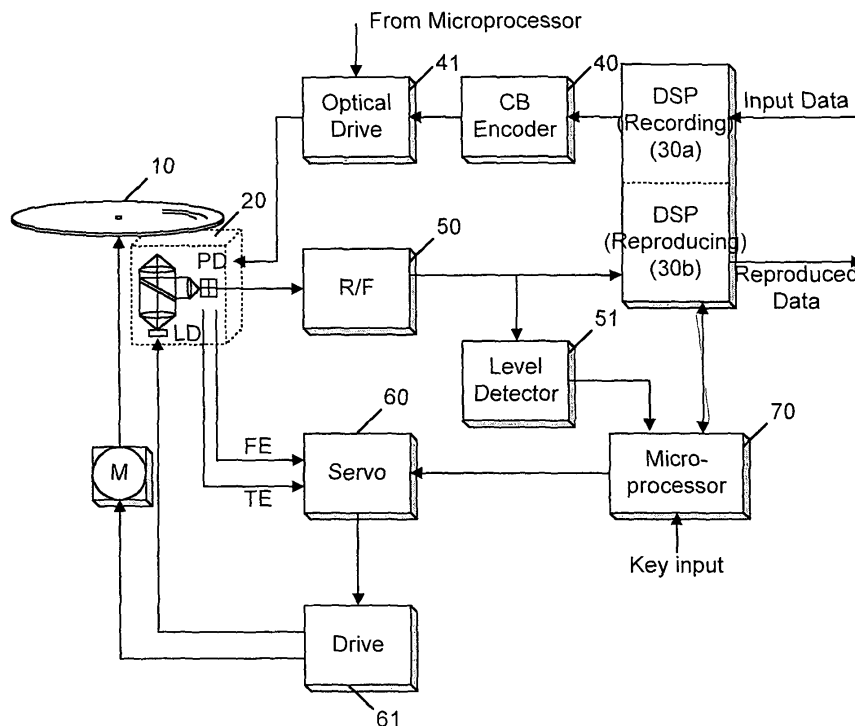 From Microprocessor
41
40
Optical
Drive
CB
Encoder
DSP
(Recording)
(30a)
Input Data
10
20
50
DSP
(Reproducing)
(30b)
PD
R/F
Reproduced
Data
LD
51
Level
Detector
60
70
FE
M
Servo
Micro-
processor
TE
Key input
Drive
61